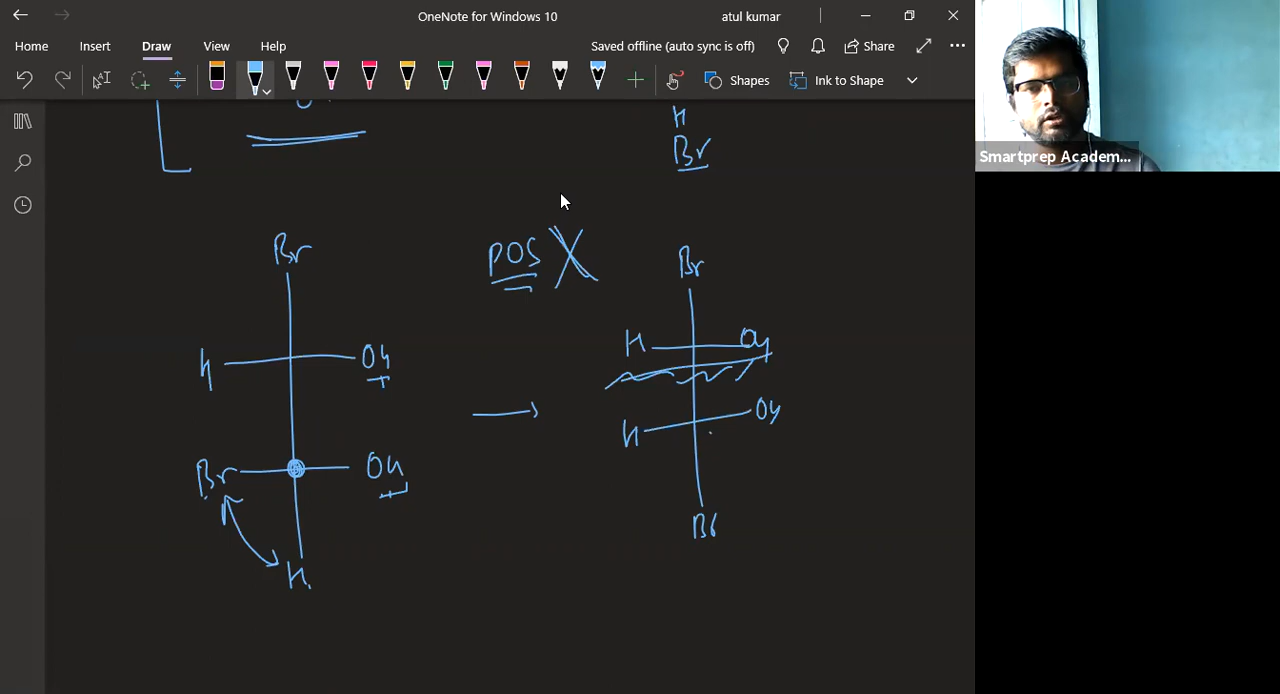 OneNote for Windows 10
atul kumar
Home
Insert
Draw
View
Help
Saved offline (auto sync is off)
Share
Shapes
Ink to Shape
Smartprep Academ...
H
Br
Br
POS
Br
H
OH
H
OH
Br
OH
H
OH
H
Br